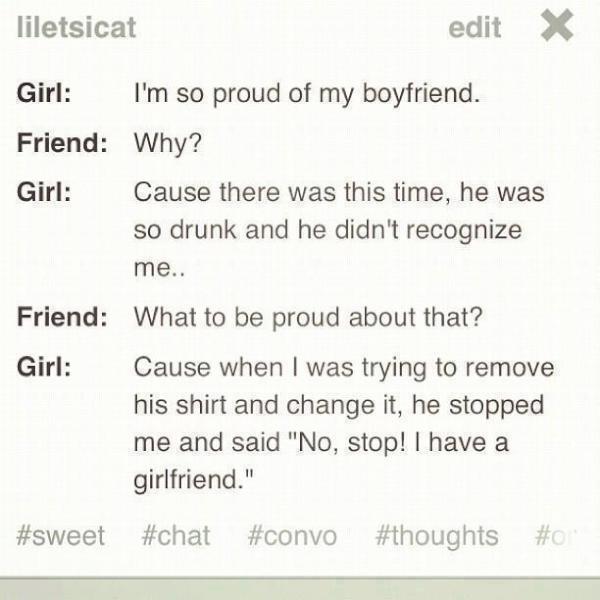 liletsicat edit ✖
Girl: I'm so proud of my boyfriend.
Friend: Why?
Girl: Cause there was this time, he was
so drunk and he didn't recognize
me..
Friend: What to be proud about that?
Girl: Cause when I was trying to remove
his shirt and change it, he stopped
me and said "No, stop! I have a
girlfriend."
#sweet #chat #convo #thoughts